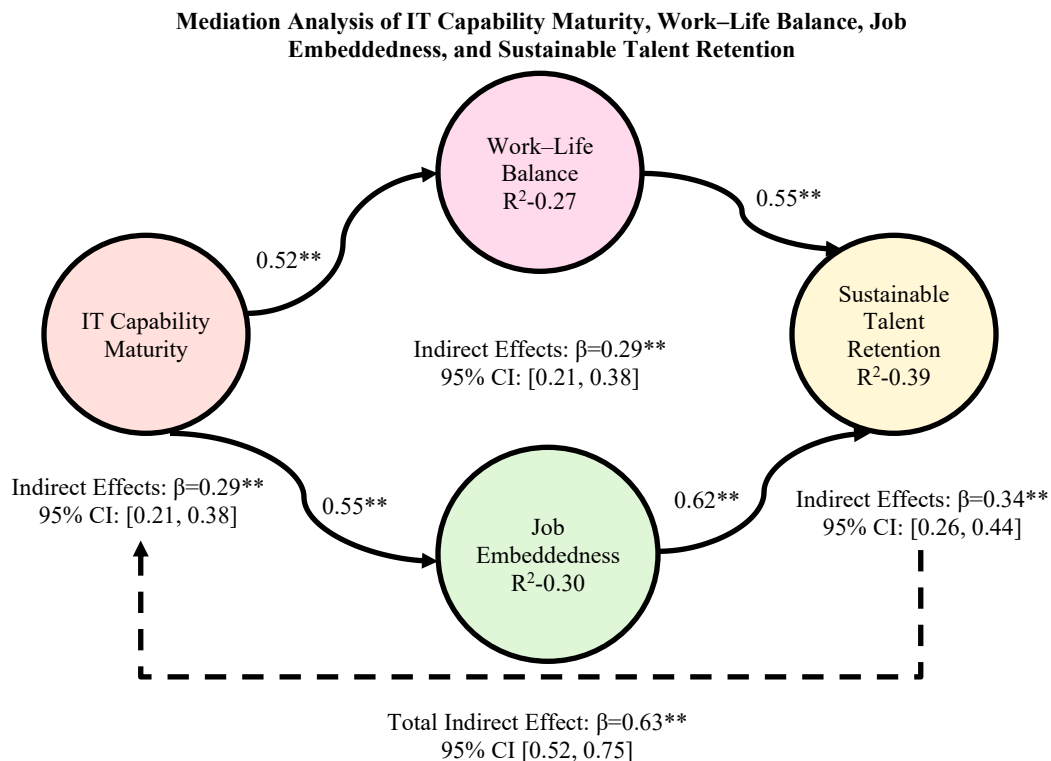 Mediation Analysis of IT Capability Maturity, Work–Life Balance, Job
Embeddedness, and Sustainable Talent Retention
Work–Life
Balance
R²-0.27
0.55**
0.52**
IT Capability
Maturity
Sustainable
Talent
Retention
R²-0.39
Indirect Effects: β=0.29**
95% CI: [0.21, 0.38]
Indirect Effects: β=0.29**
95% CI: [0.21, 0.38]
0.55**
Job
Embeddedness
R²-0.30
0.62**
Indirect Effects: β=0.34**
95% CI: [0.26, 0.44]
Total Indirect Effect: β=0.63**
95% CI [0.52, 0.75]